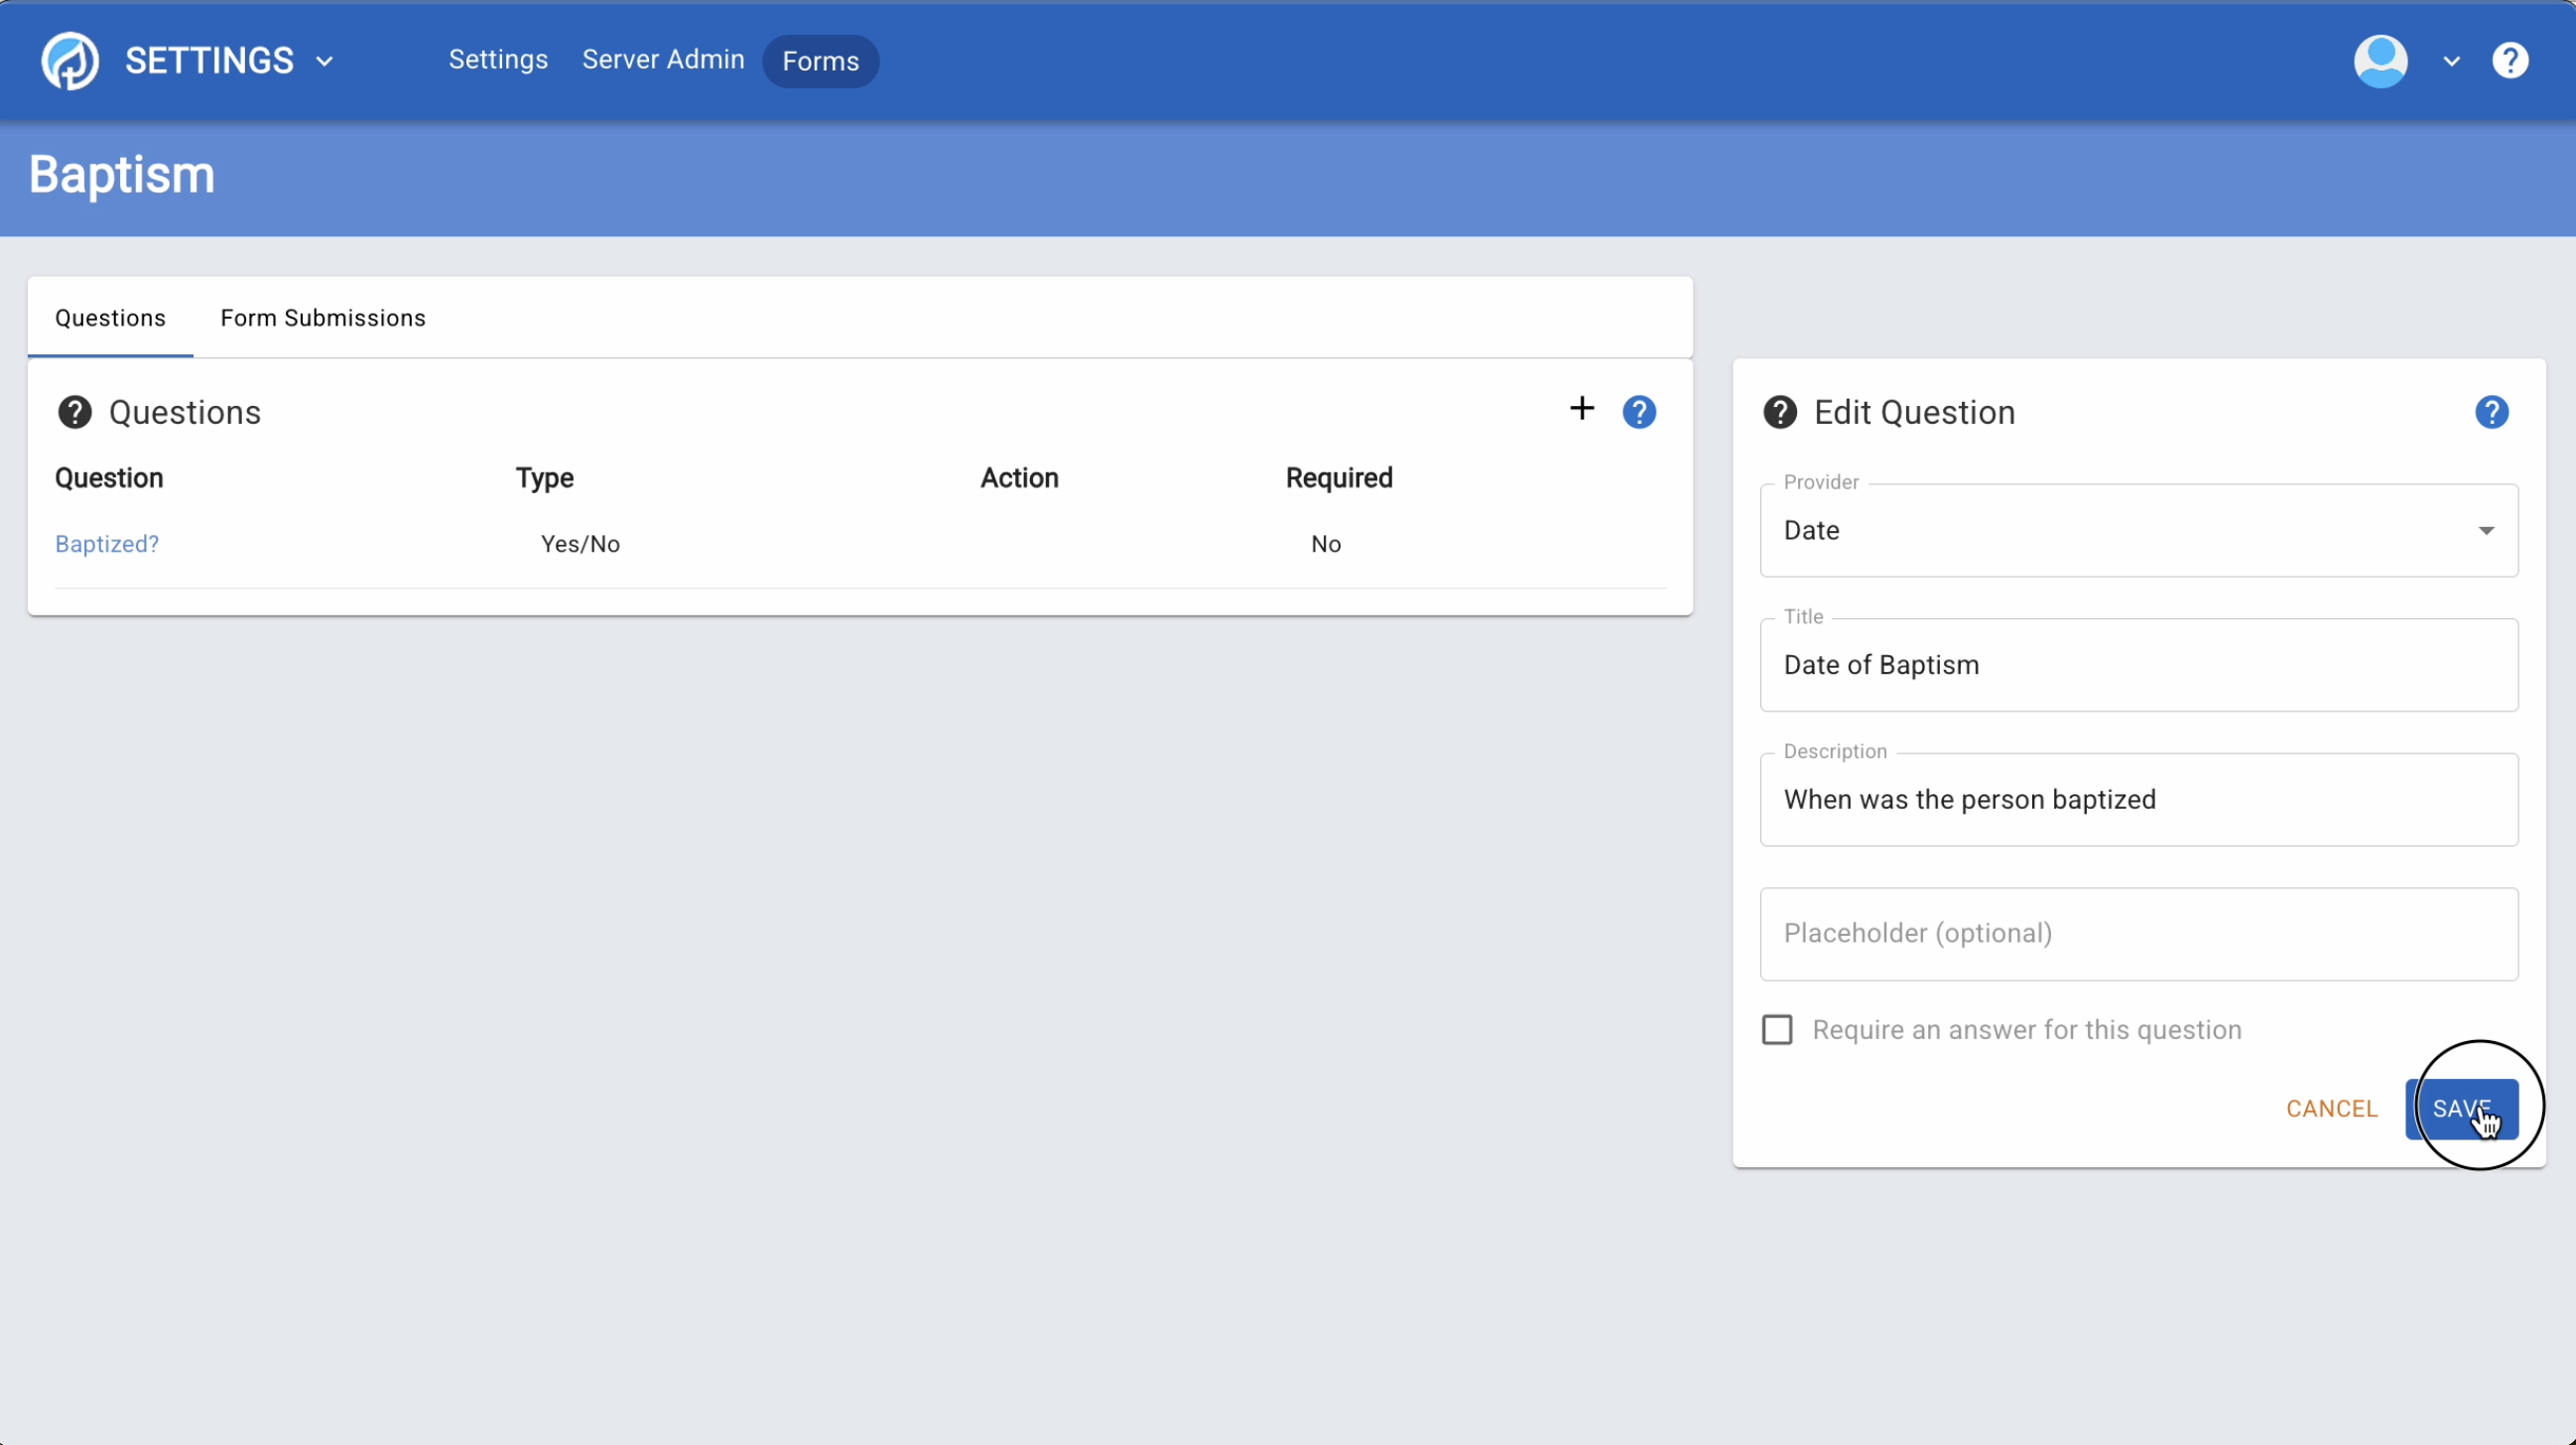 SETTINGS
Settings
Server Admin
Forms
Baptism
Questions
Form Submissions
Questions
Question
Type
Action
Required
Baptized?
Yes/No
No
Edit Question
Provider
Date
Title
Date of Baptism
Description
When was the person baptized
Placeholder (optional)
Require an answer for this question
CANCEL
SAVE